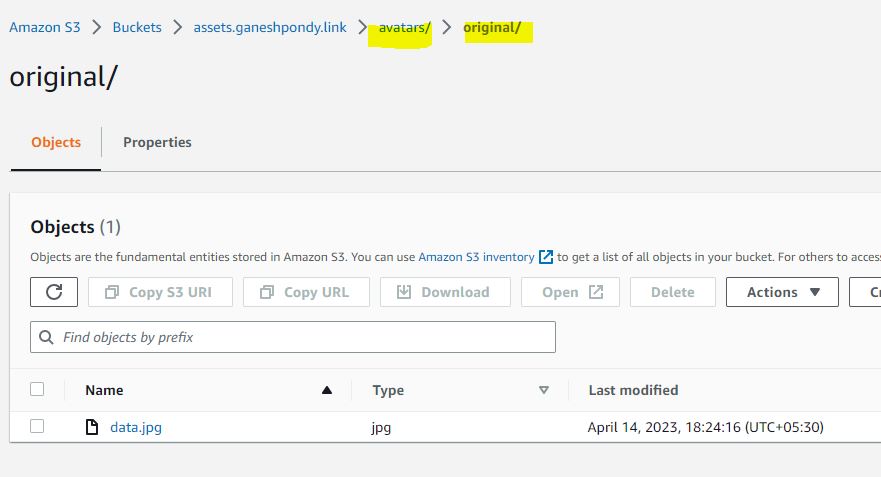 Amazon S3 > Buckets > assets.ganeshpondy.link > avatars/ > original/
original/
Objects Properties
Objects (1)
Objects are the fundamental entities stored in Amazon S3. You can use Amazon S3 inventory to get a list of all objects in your bucket. For others to access
Copy S3 URI Copy URL Download Open Delete Actions Cr
Find objects by prefix
Name Type Last modified
data.jpg jpg April 14, 2023, 18:24:16 (UTC+05:30)